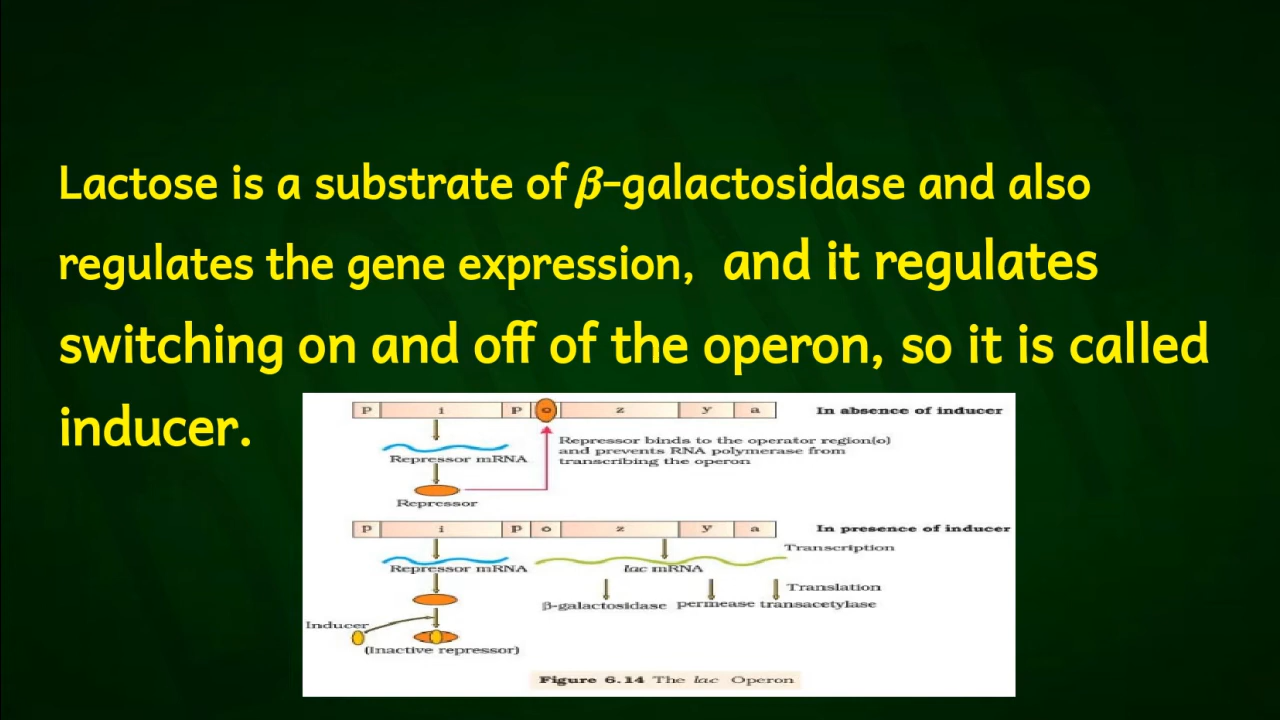 Lactose is a substrate of β-galactosidase and also
regulates the gene expression, and it regulates
switching on and off of the operon, so it is called
inducer.
P i P o z y a In absence of inducer
Repressor binds to the operator region(o)
and prevents RNA polymerase from
transcribing the operon
Repressor mRNA
Repressor
P i P o z y a In presence of inducer
Transcription
Repressor mRNA lac mRNA
Translation
β-galactosidase permease transacetylase
Inducer
(Inactive repressor)
Figure 6.14 The lac Operon